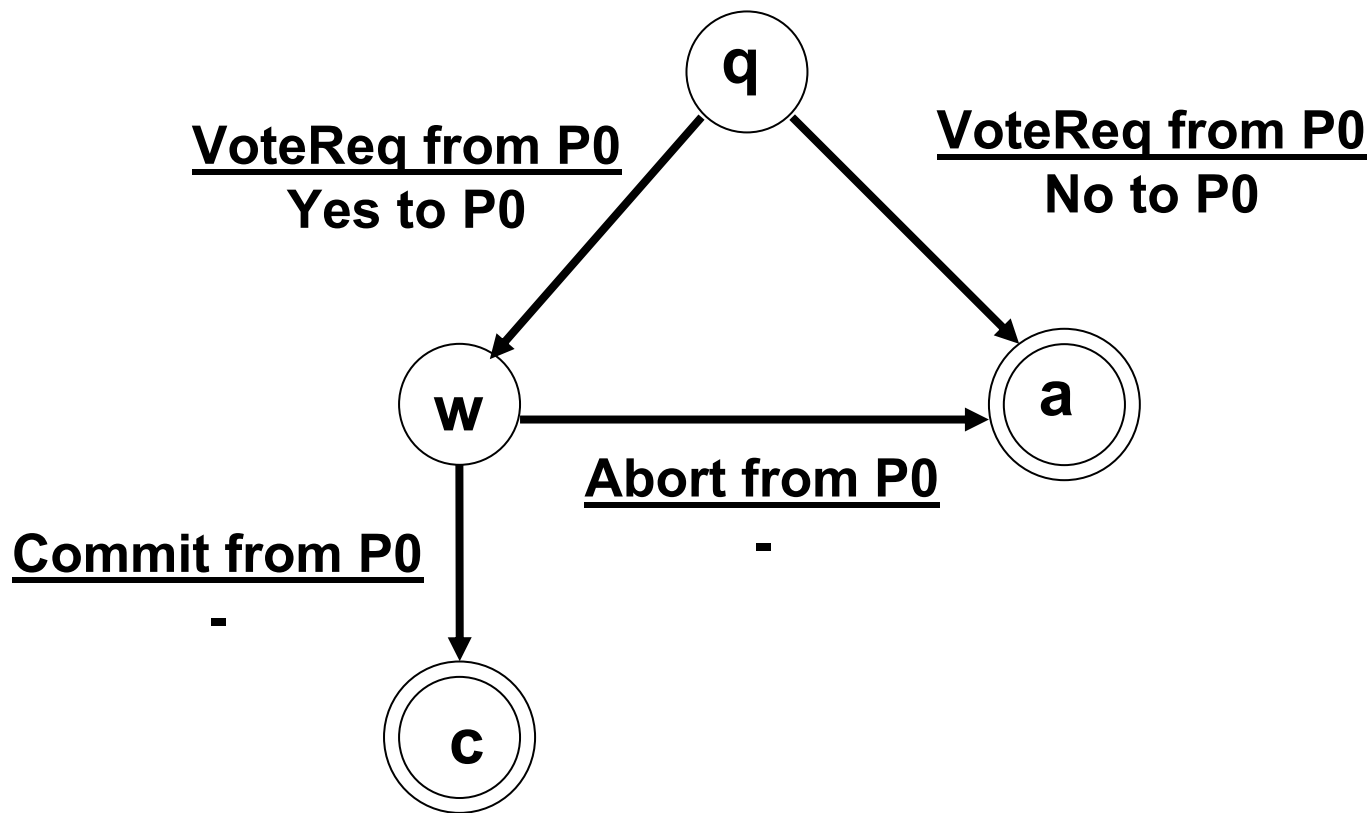 q
VoteReq from P0
Yes to P0
VoteReq from P0
No to P0
w
a
Abort from P0
-
Commit from P0
-
c